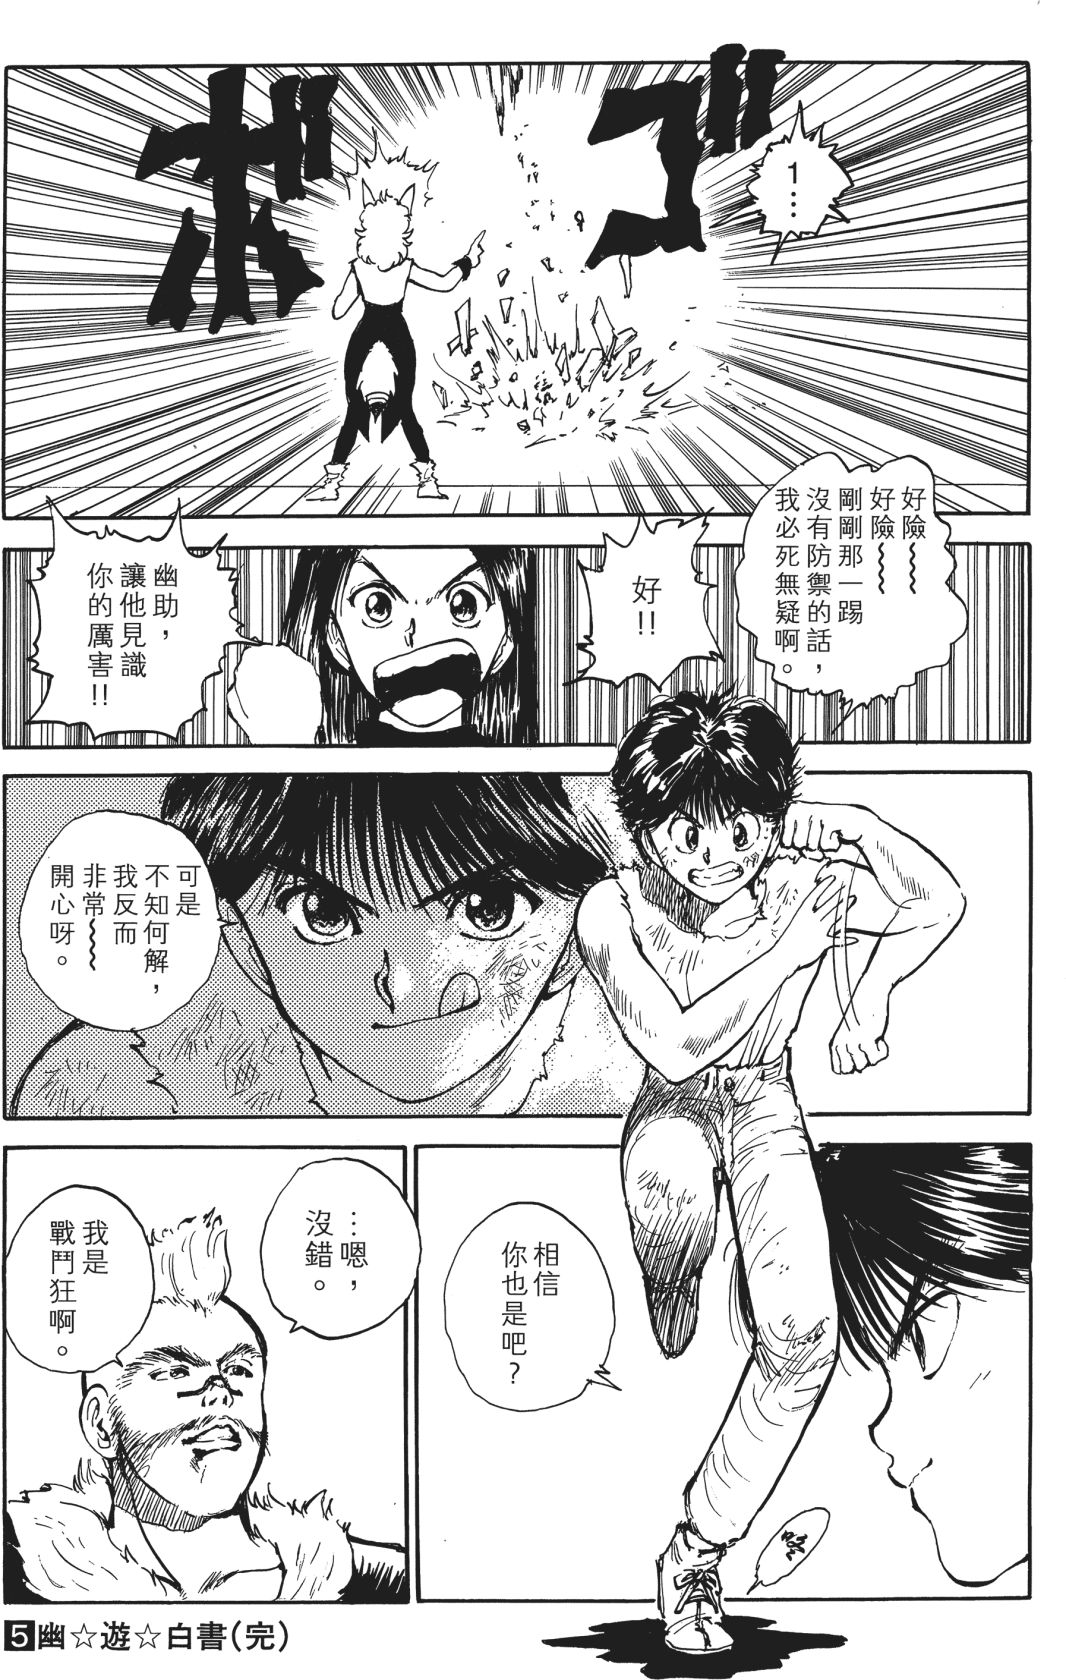 ゴゴ
ボ
1…
好險～～
好險～～
剛剛那一踢
沒有防禦的話，
我必死無疑啊。
好!!
幽助，
讓他見識
你的厲害!!
可是
不知何解，
我反而
非常～～
開心呀。
相信
你也是吧?
…嗯，
沒錯。
我是
戰鬥狂啊。
5幽☆遊☆白書(完)